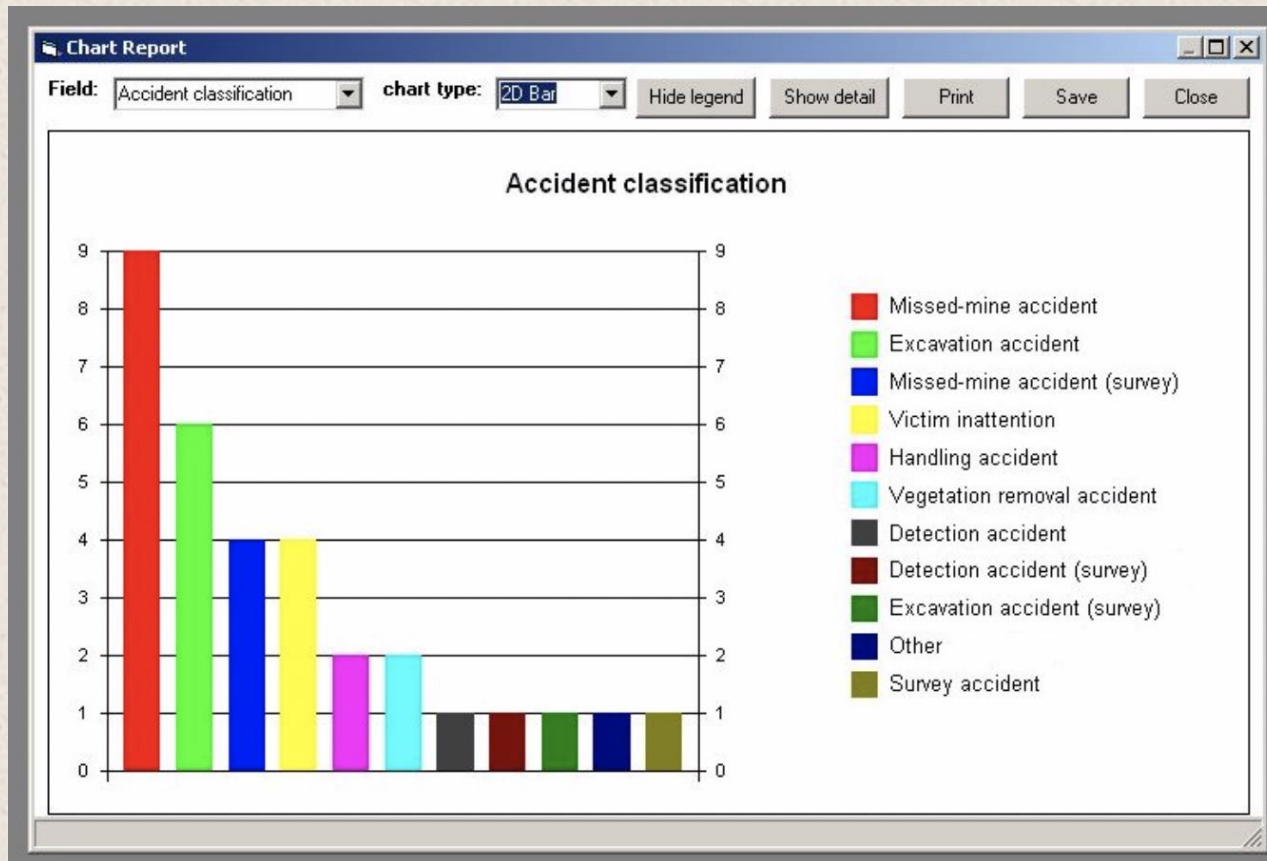 Chart Report
Field: Accident classification chart type: 2D Bar Hide legend Show detail Print Save Close
Accident classification
9 9
8 8
7 7
6 6
5 5
4 4
3 3
2 2
1 1
0 0
Missed-mine accident
Excavation accident
Missed-mine accident (survey)
Victim inattention
Handling accident
Vegetation removal accident
Detection accident
Detection accident (survey)
Excavation accident (survey)
Other
Survey accident